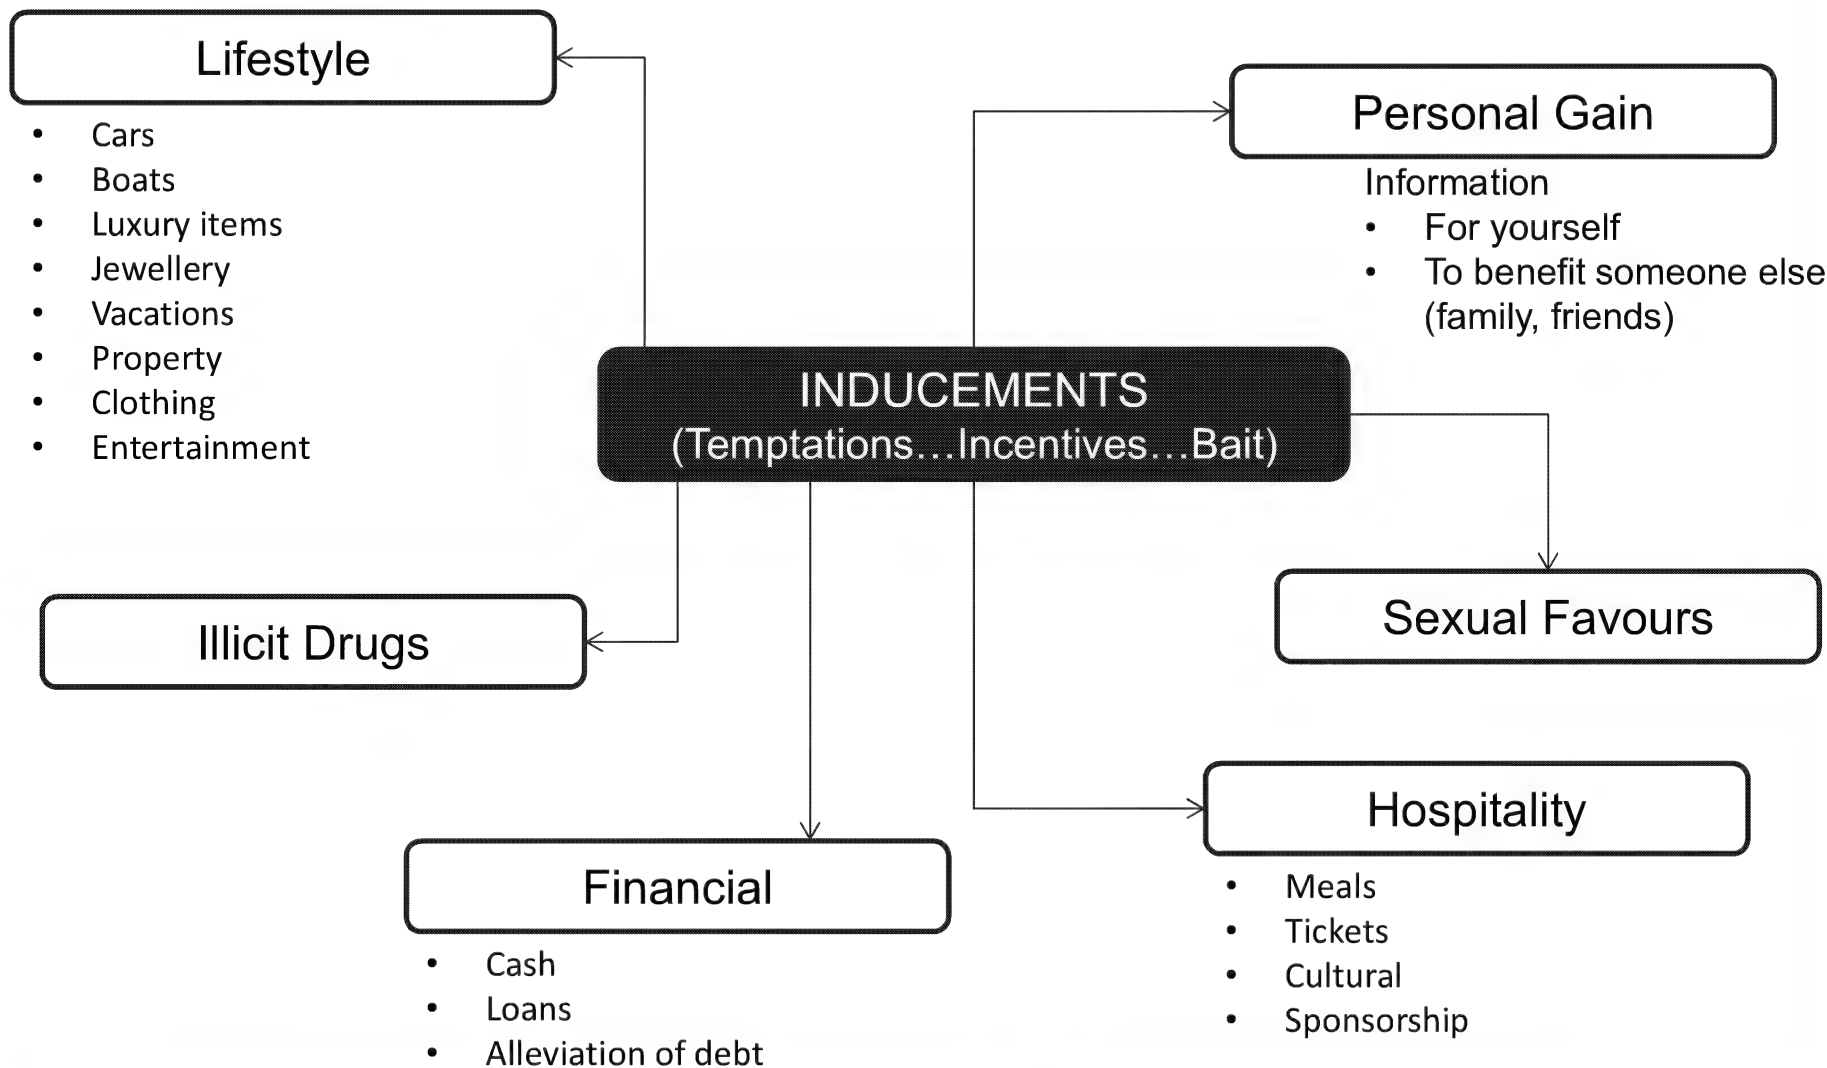 Lifestyle
• Cars
• Boats
• Luxury items
• Jewellery
• Vacations
• Property
• Clothing
• Entertainment
Personal Gain
Information
• For yourself
• To benefit someone else
(family, friends)
INDUCEMENTS
(Temptations…Incentives…Bait)
Illicit Drugs
Sexual Favours
Financial
• Cash
• Loans
• Alleviation of debt
Hospitality
• Meals
• Tickets
• Cultural
• Sponsorship